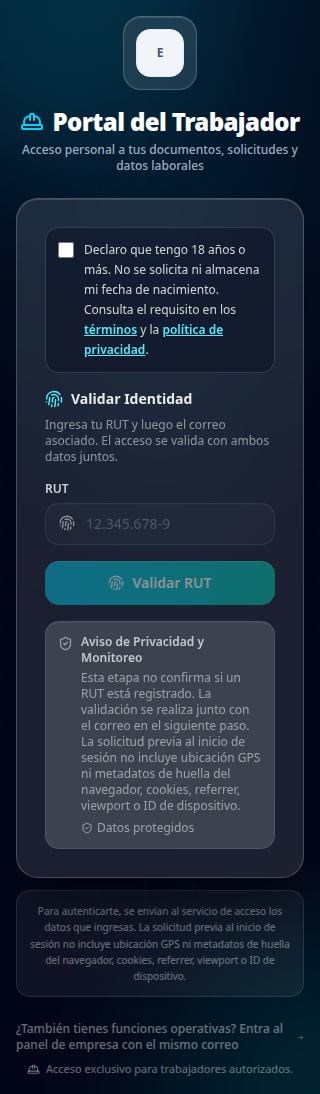 E
Portal del Trabajador
Acceso personal a tus documentos, solicitudes y
datos laborales
Declaro que tengo 18 años o
más. No se solicita ni almacena
mi fecha de nacimiento.
Consulta el requisito en los
términos y la política de
privacidad.
Validar Identidad
Ingresa tu RUT y luego el correo
asociado. El acceso se valida con ambos
datos juntos.
RUT
12.345.678-9
Validar RUT
Aviso de Privacidad y
Monitoreo
Esta etapa no confirma si un
RUT está registrado. La
validación se realiza junto con
el correo en el siguiente paso.
La solicitud previa al inicio de
sesión no incluye ubicación GPS
ni metadatos de huella del
navegador, cookies, referrer,
viewport o ID de dispositivo.
Datos protegidos
Para autenticarte, se envían al servicio de acceso los
datos que ingresas. La solicitud previa al inicio de
sesión no incluye ubicación GPS ni metadatos de huella
del navegador, cookies, referrer, viewport o ID de
dispositivo.
¿También tienes funciones operativas? Entra al
panel de empresa con el mismo correo →
Acceso exclusivo para trabajadores autorizados.